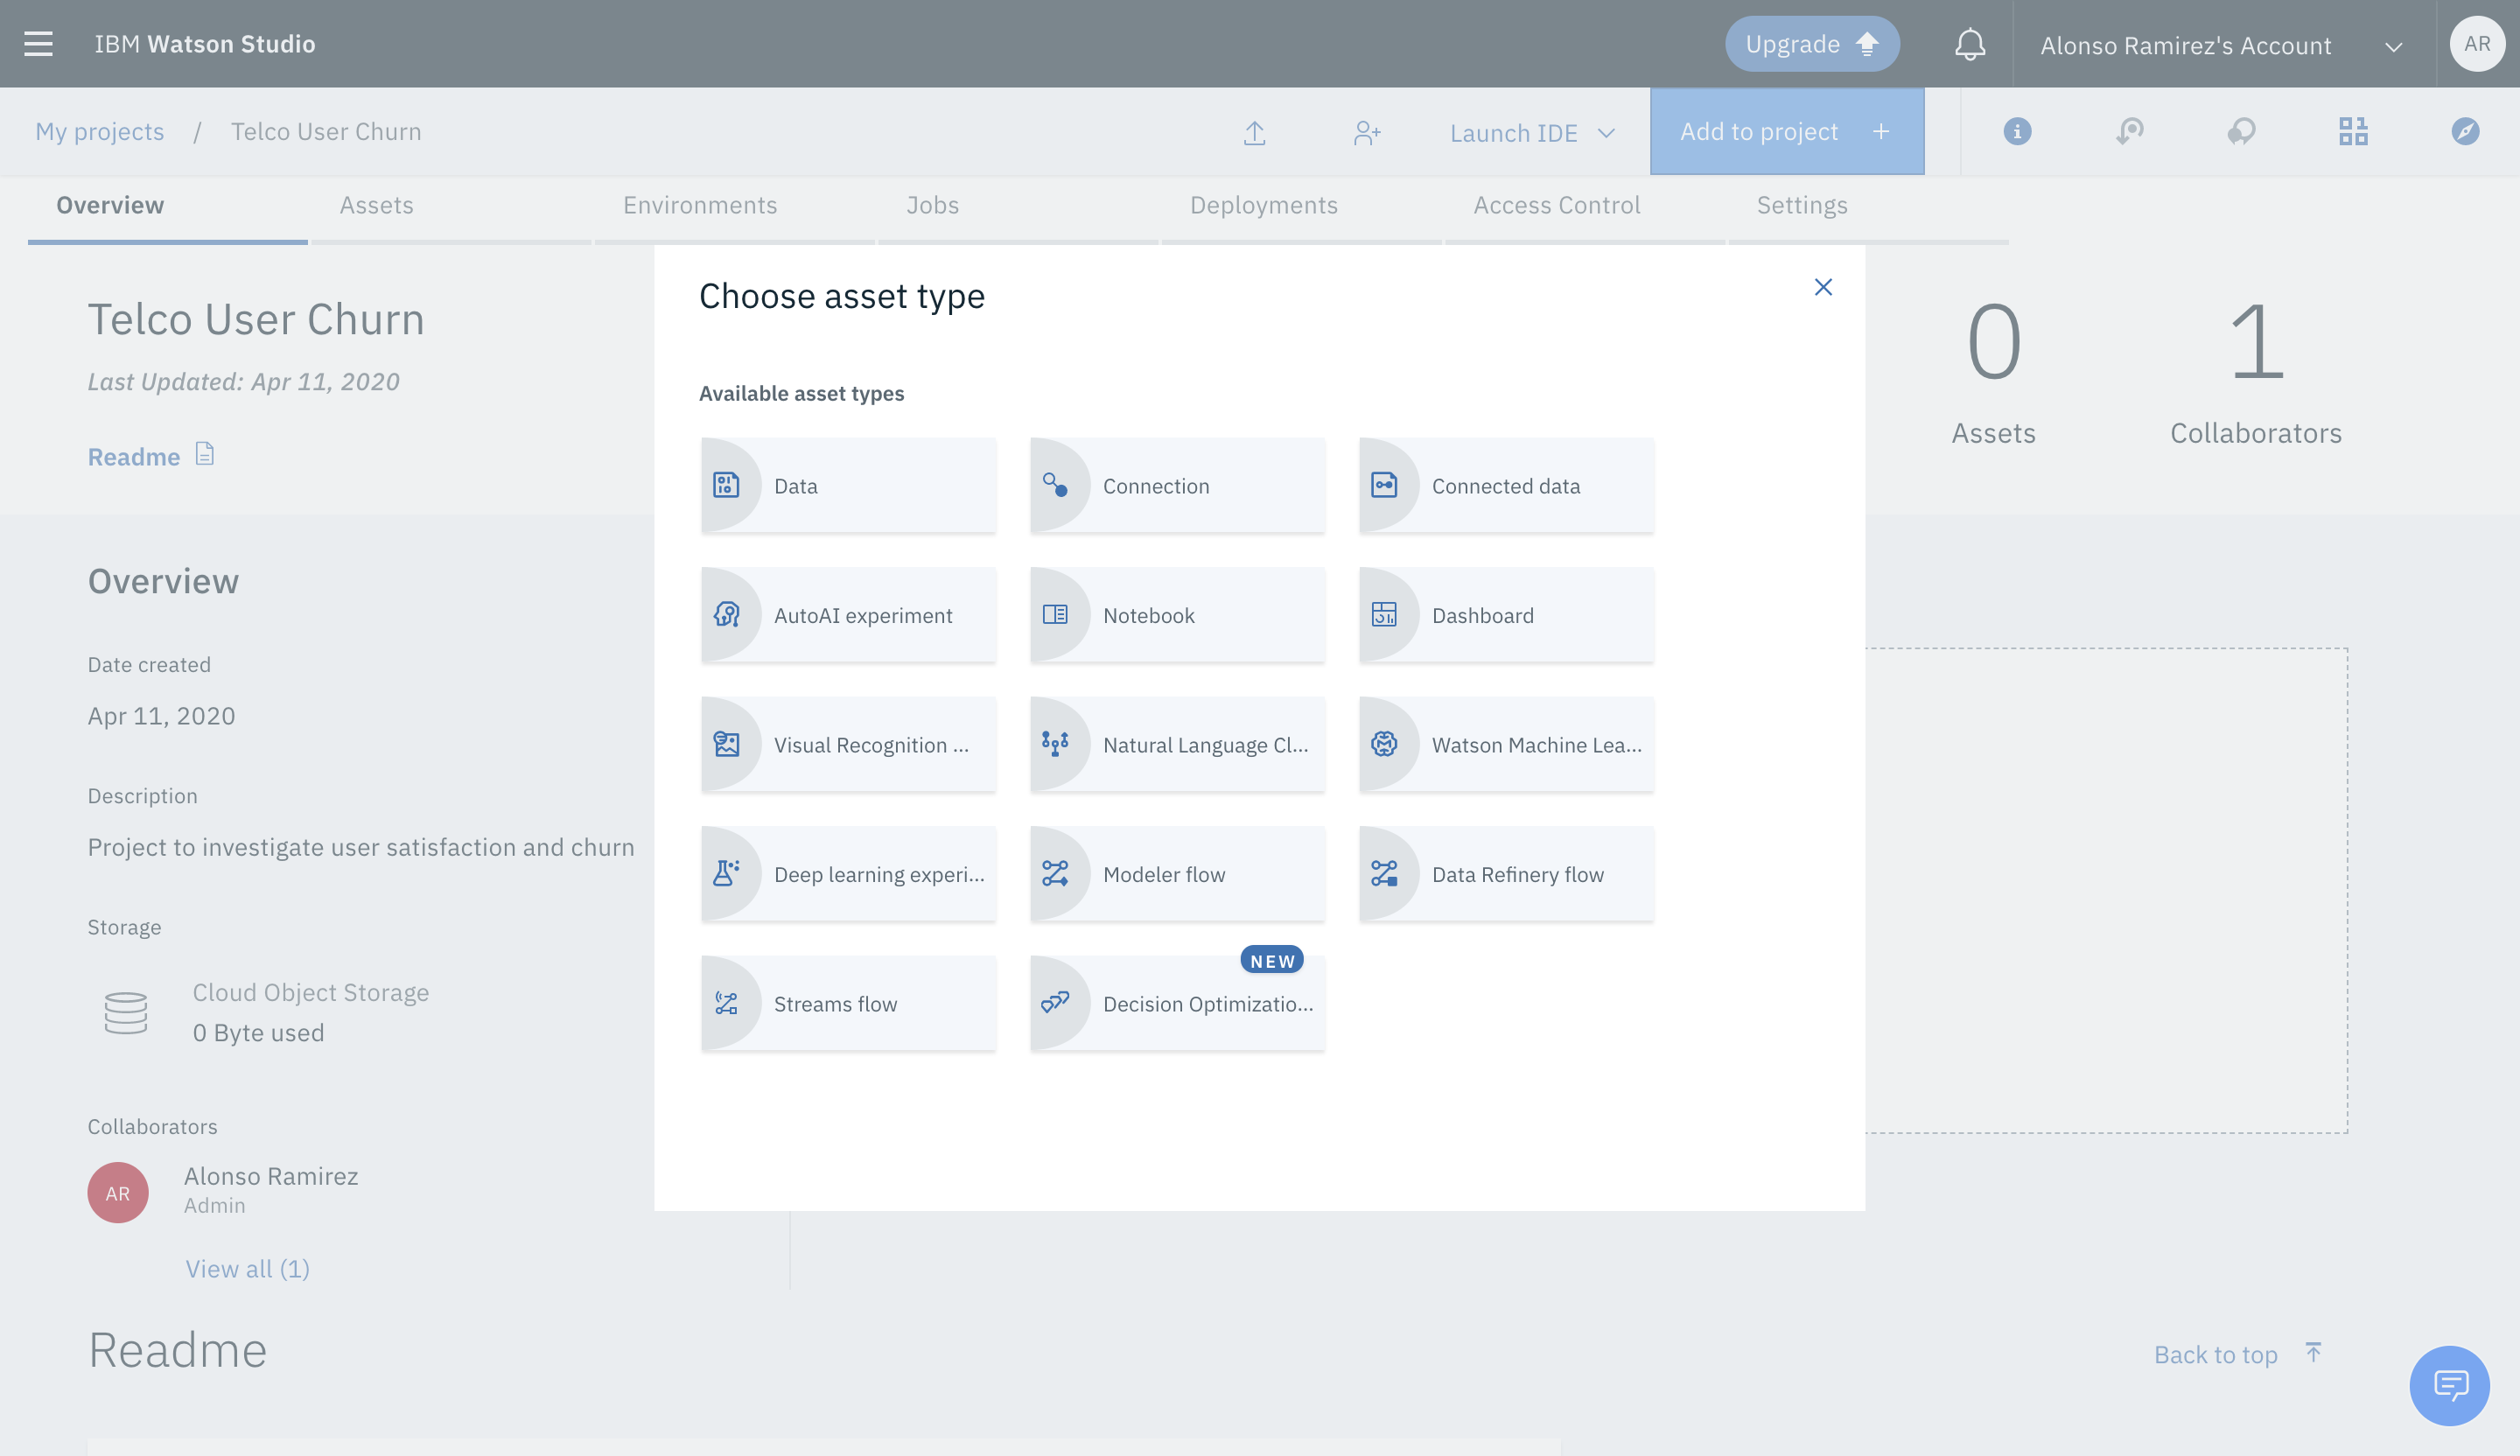 IBM Watson Studio
Upgrade
Alonso Ramirez's Account
AR
My projects / Telco User Churn
Launch IDE
Add to project +
Overview
Assets
Environments
Jobs
Deployments
Access Control
Settings
Telco User Churn
Last Updated: Apr 11, 2020
Readme
0
Assets
1
Collaborators
Choose asset type
Available asset types
Data
Connection
Connected data
AutoAI experiment
Notebook
Dashboard
Visual Recognition ...
Natural Language Cl...
Watson Machine Lea...
Deep learning experi...
Modeler flow
Data Refinery flow
Streams flow
NEW
Decision Optimizatio...
Overview
Date created
Apr 11, 2020
Description
Project to investigate user satisfaction and churn
Storage
Cloud Object Storage
0 Byte used
Collaborators
AR
Alonso Ramirez
Admin
View all (1)
Readme
Back to top